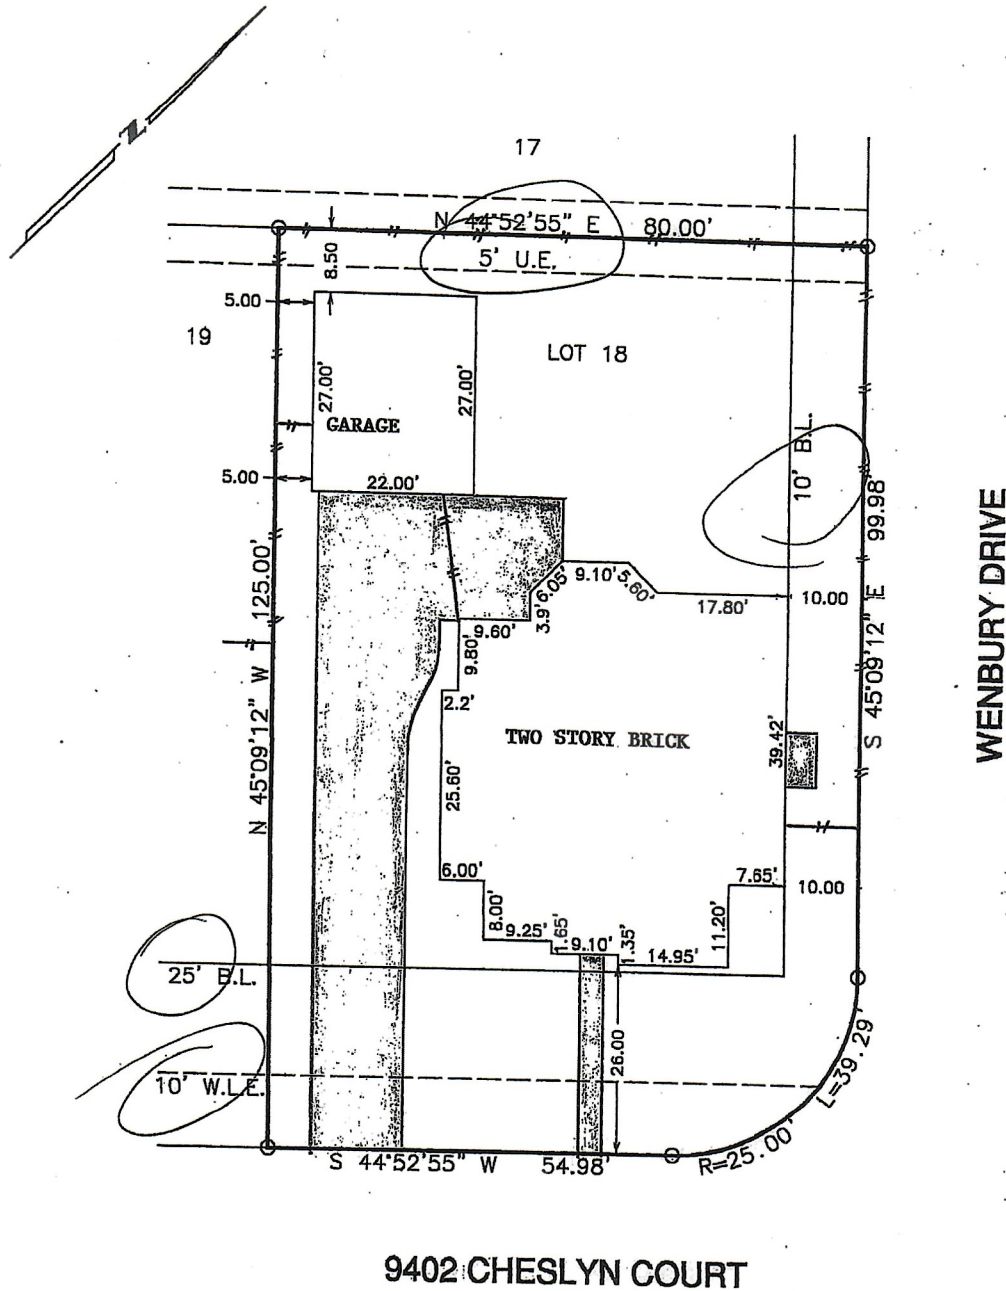 N
17
N 44°52'55" E 80.00'
5' U.E.
8.50
5.00
19
LOT 18
27.00'
27.00'
GARAGE
10' B.L.
5.00
22.00'
99.98'
WENBURY DRIVE
125.00'
9.10'
5.60'
6.05'
3.9'
17.80'
10.00
9.60'
9.80'
2.2'
S 45°09'12" E
N 45°09'12" W
TWO STORY BRICK
39.42'
25.60'
6.00'
7.65'
10.00
8.00'
9.25'
1.65'
9.10'
1.35'
14.95'
11.20'
25' B.L.
26.00
10' W.L.E.
L=39.29'
R=25.00'
S 44°52'55" W 54.98'
9402 CHESLYN COURT